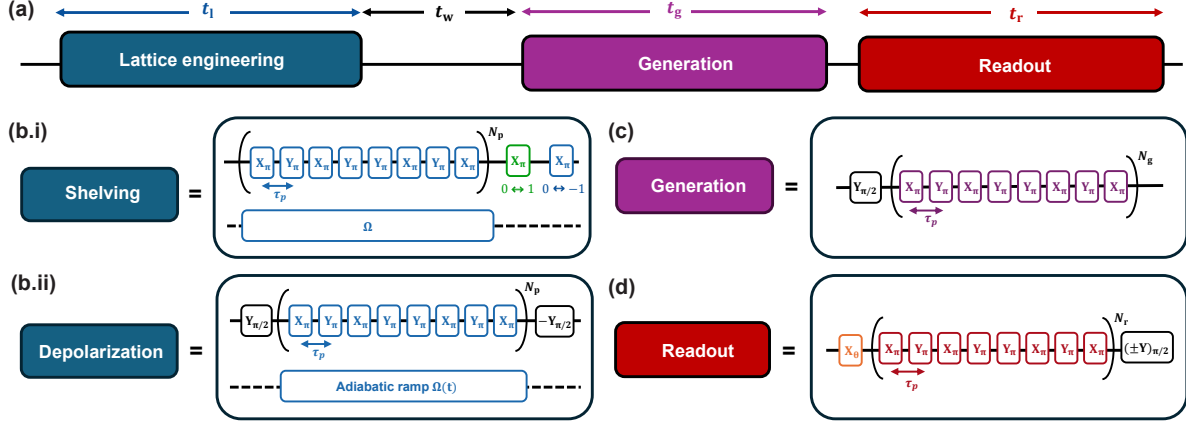 (a) t_l t_w t_g t_r
Lattice engineering Generation Readout
(b.i)
Shelving =
X_π Y_π X_π Y_π Y_π X_π Y_π X_π N_p X_π X_π
τ_p 0 ↔ 1 0 ↔ −1
Ω
(c)
Generation =
Y_π/2 X_π Y_π X_π Y_π Y_π X_π Y_π X_π N_g
τ_p
(b.ii)
Depolarization =
Y_π/2 X_π Y_π X_π Y_π Y_π X_π Y_π X_π N_p −Y_π/2
τ_p
Adiabatic ramp Ω(t)
(d)
Readout =
X_θ X_π Y_π X_π Y_π Y_π X_π Y_π X_π N_r (±Y)_π/2
τ_p